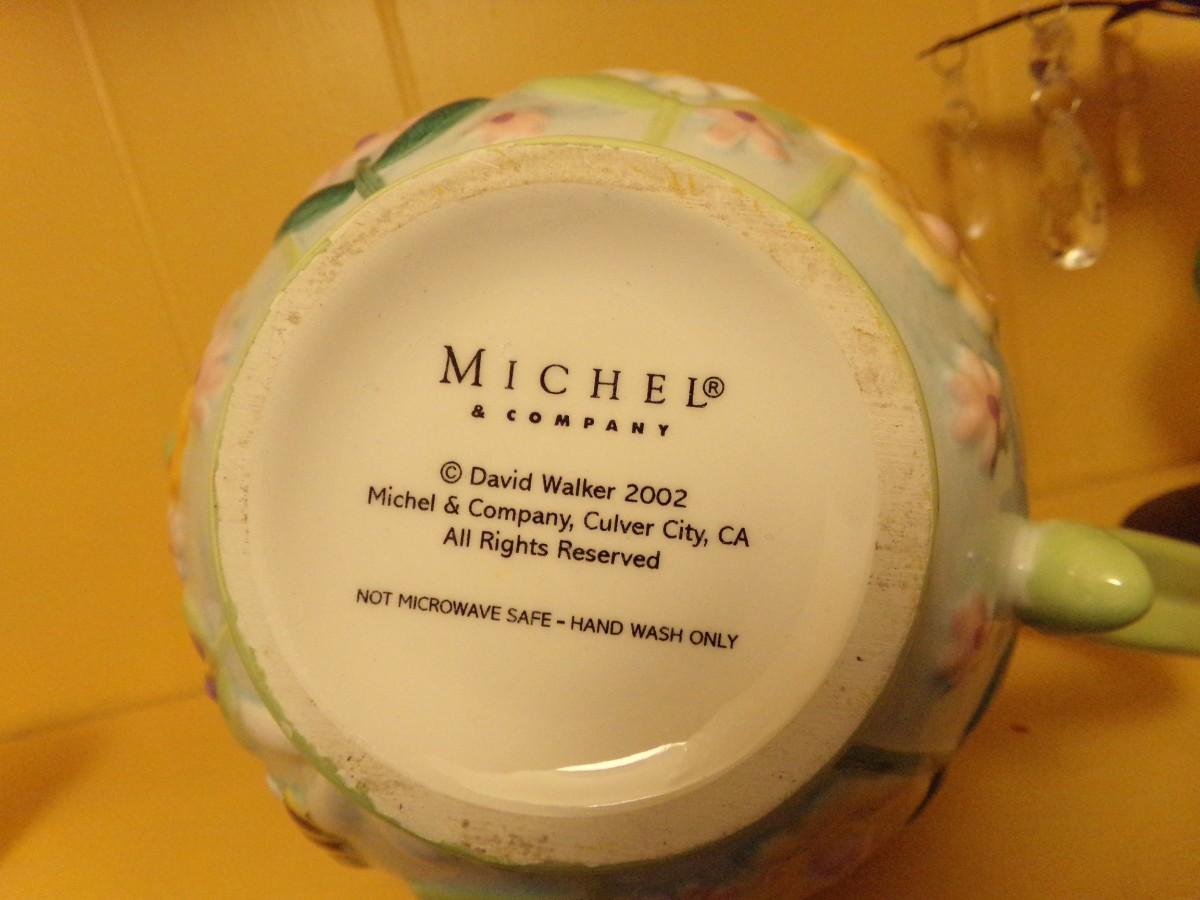 MICHEL®
& COMPANY
© David Walker 2002
Michel & Company, Culver City, CA
All Rights Reserved
NOT MICROWAVE SAFE – HAND WASH ONLY